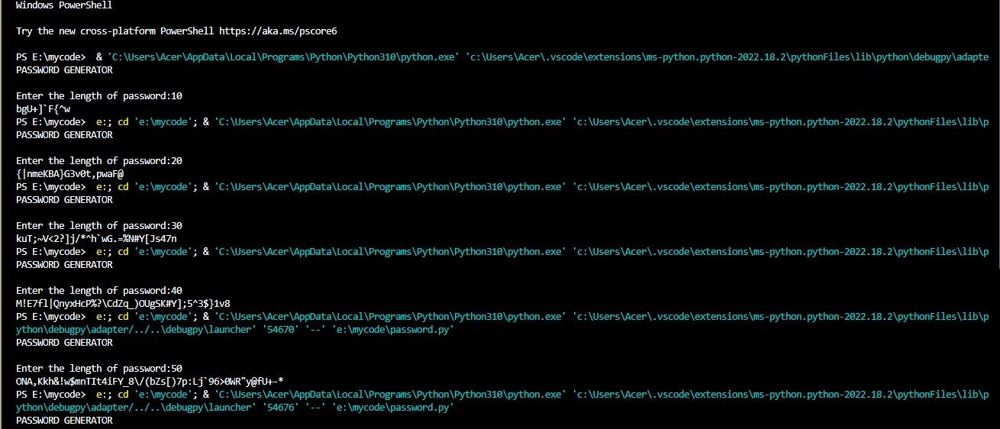 Windows PowerShell
Try the new cross-platform PowerShell https://aka.ms/pscore6
PS E:\mycode>  & 'C:\Users\Acer\AppData\Local\Programs\Python\Python310\python.exe' 'c:\Users\Acer\.vscode\extensions\ms-python.python-2022.18.2\pythonFiles\lib\python\debugpy\adapte
PASSWORD GENERATOR
Enter the length of password:10
bgU+]`F{^w
PS E:\mycode>  e:; cd 'e:\mycode'; & 'C:\Users\Acer\AppData\Local\Programs\Python\Python310\python.exe' 'c:\Users\Acer\.vscode\extensions\ms-python.python-2022.18.2\pythonFiles\lib\p
PASSWORD GENERATOR
Enter the length of password:20
{|nmeKBA}G3v0t,pwaF@
PS E:\mycode>  e:; cd 'e:\mycode'; & 'C:\Users\Acer\AppData\Local\Programs\Python\Python310\python.exe' 'c:\Users\Acer\.vscode\extensions\ms-python.python-2022.18.2\pythonFiles\lib\p
PASSWORD GENERATOR
Enter the length of password:30
kuT;~V<2?]j/*^h`wG.=%N#Y[Js47n
PS E:\mycode>  e:; cd 'e:\mycode'; & 'C:\Users\Acer\AppData\Local\Programs\Python\Python310\python.exe' 'c:\Users\Acer\.vscode\extensions\ms-python.python-2022.18.2\pythonFiles\lib\p
PASSWORD GENERATOR
Enter the length of password:40
M!E7fl|QnyxHcP%?\CdZq_)OUgSK#Y];5^3$}1v8
PS E:\mycode>  e:; cd 'e:\mycode'; & 'C:\Users\Acer\AppData\Local\Programs\Python\Python310\python.exe' 'c:\Users\Acer\.vscode\extensions\ms-python.python-2022.18.2\pythonFiles\lib\p
ython\debugpy\adapter/../..\debugpy\launcher' '54670' '--' 'e:\mycode\password.py'
PASSWORD GENERATOR
Enter the length of password:50
ONA,Kkh&!w$mnTIt4iFY_8\/(bZs[)7p:Lj`96>0WR"y@fU+-*
PS E:\mycode>  e:; cd 'e:\mycode'; & 'C:\Users\Acer\AppData\Local\Programs\Python\Python310\python.exe' 'c:\Users\Acer\.vscode\extensions\ms-python.python-2022.18.2\pythonFiles\lib\p
ython\debugpy\adapter/../..\debugpy\launcher' '54676' '--' 'e:\mycode\password.py'
PASSWORD GENERATOR